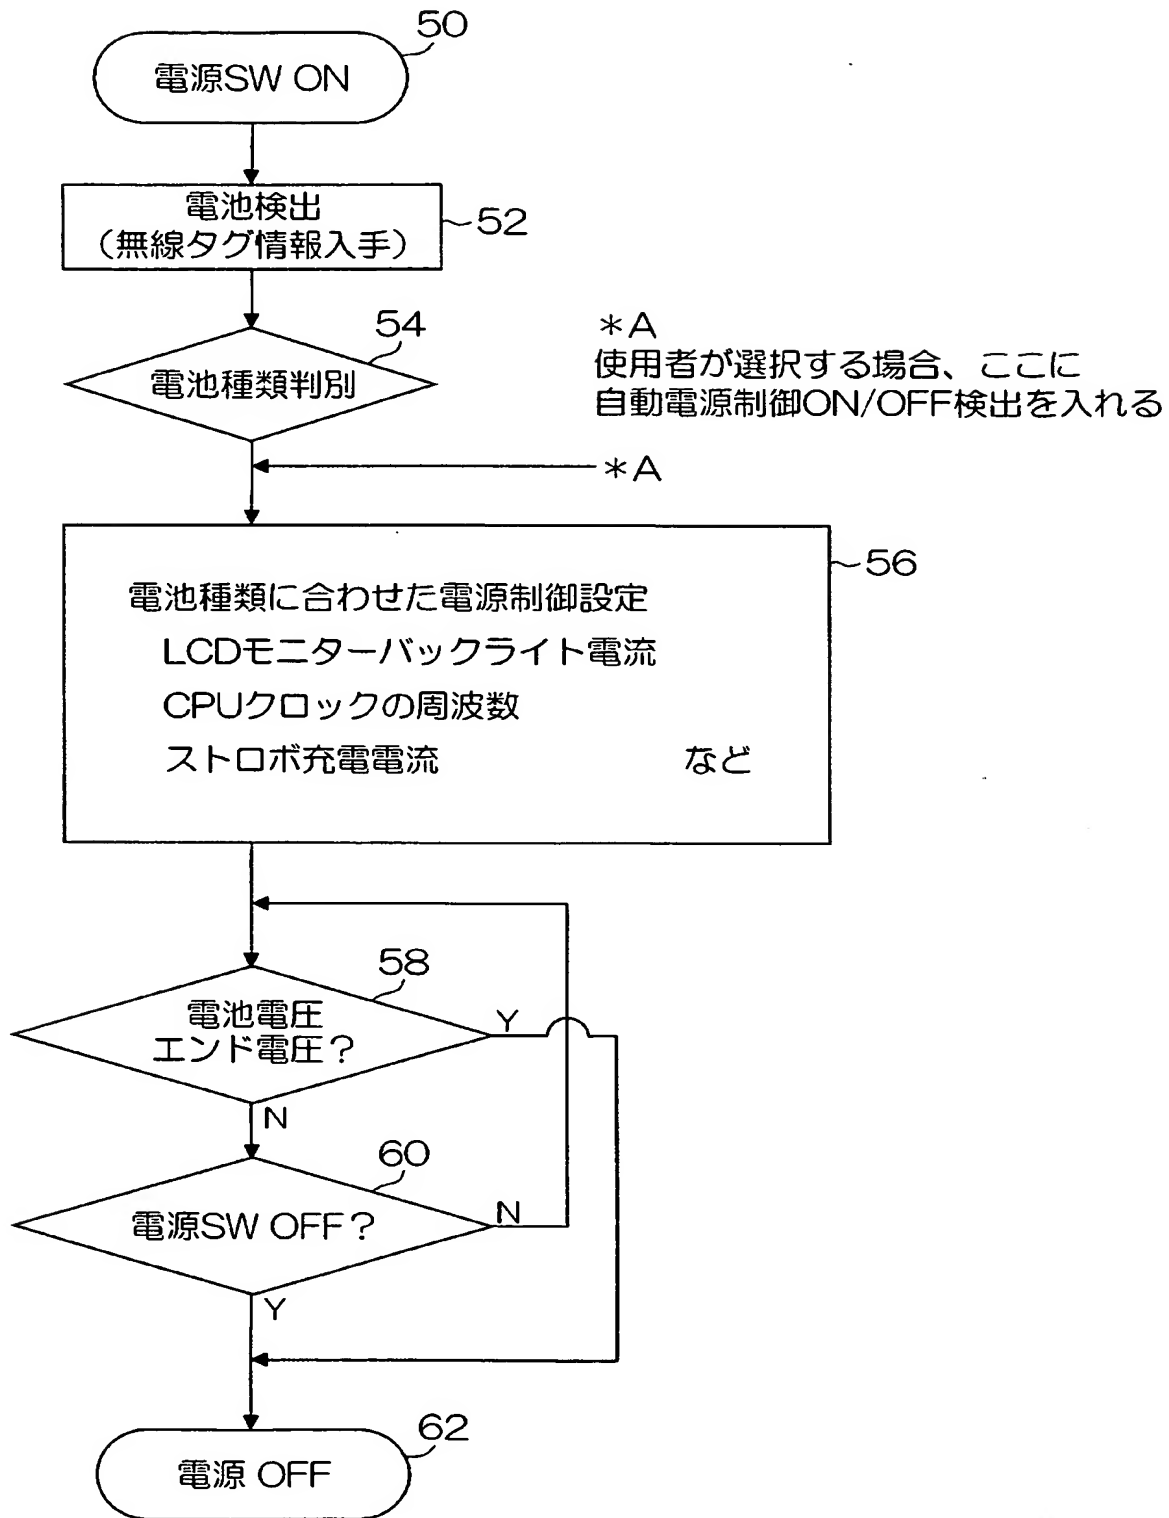 50
電源SW ON
電池検出
(無線タグ情報入手)
52
54
電池種類判別
*A
使用者が選択する場合、ここに
自動電源制御ON/OFF検出を入れる
*A
56
電池種類に合わせた電源制御設定
LCDモニターバックライト電流
CPUクロックの周波数
ストロボ充電電流 など
58
電池電圧
エンド電圧?
Y
N
60
電源SW OFF?
N
Y
62
電源 OFF